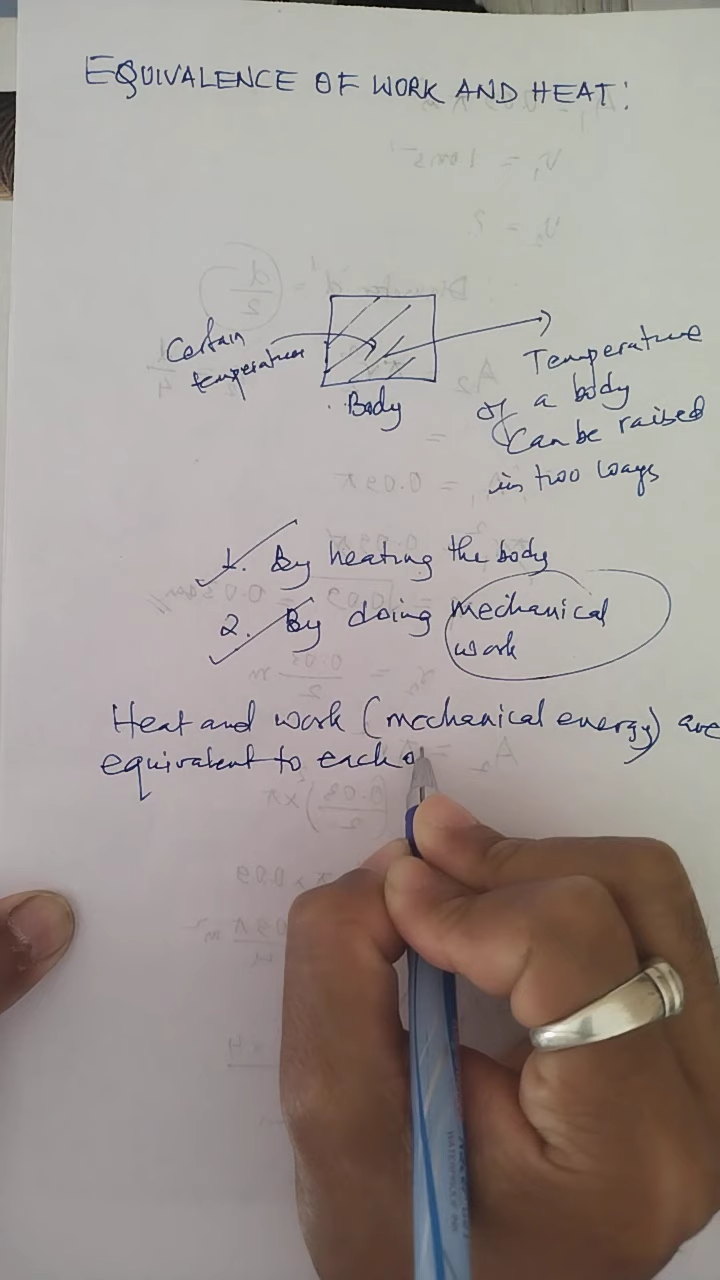 EQUIVALENCE OF WORK AND HEAT:
Certain
temperature
Body
Temperature
of a body
Can be raised
in two ways
1. By heating the body
2. By doing mechanical
work
Heat and work (mechanical energy) are
equivalent to each o